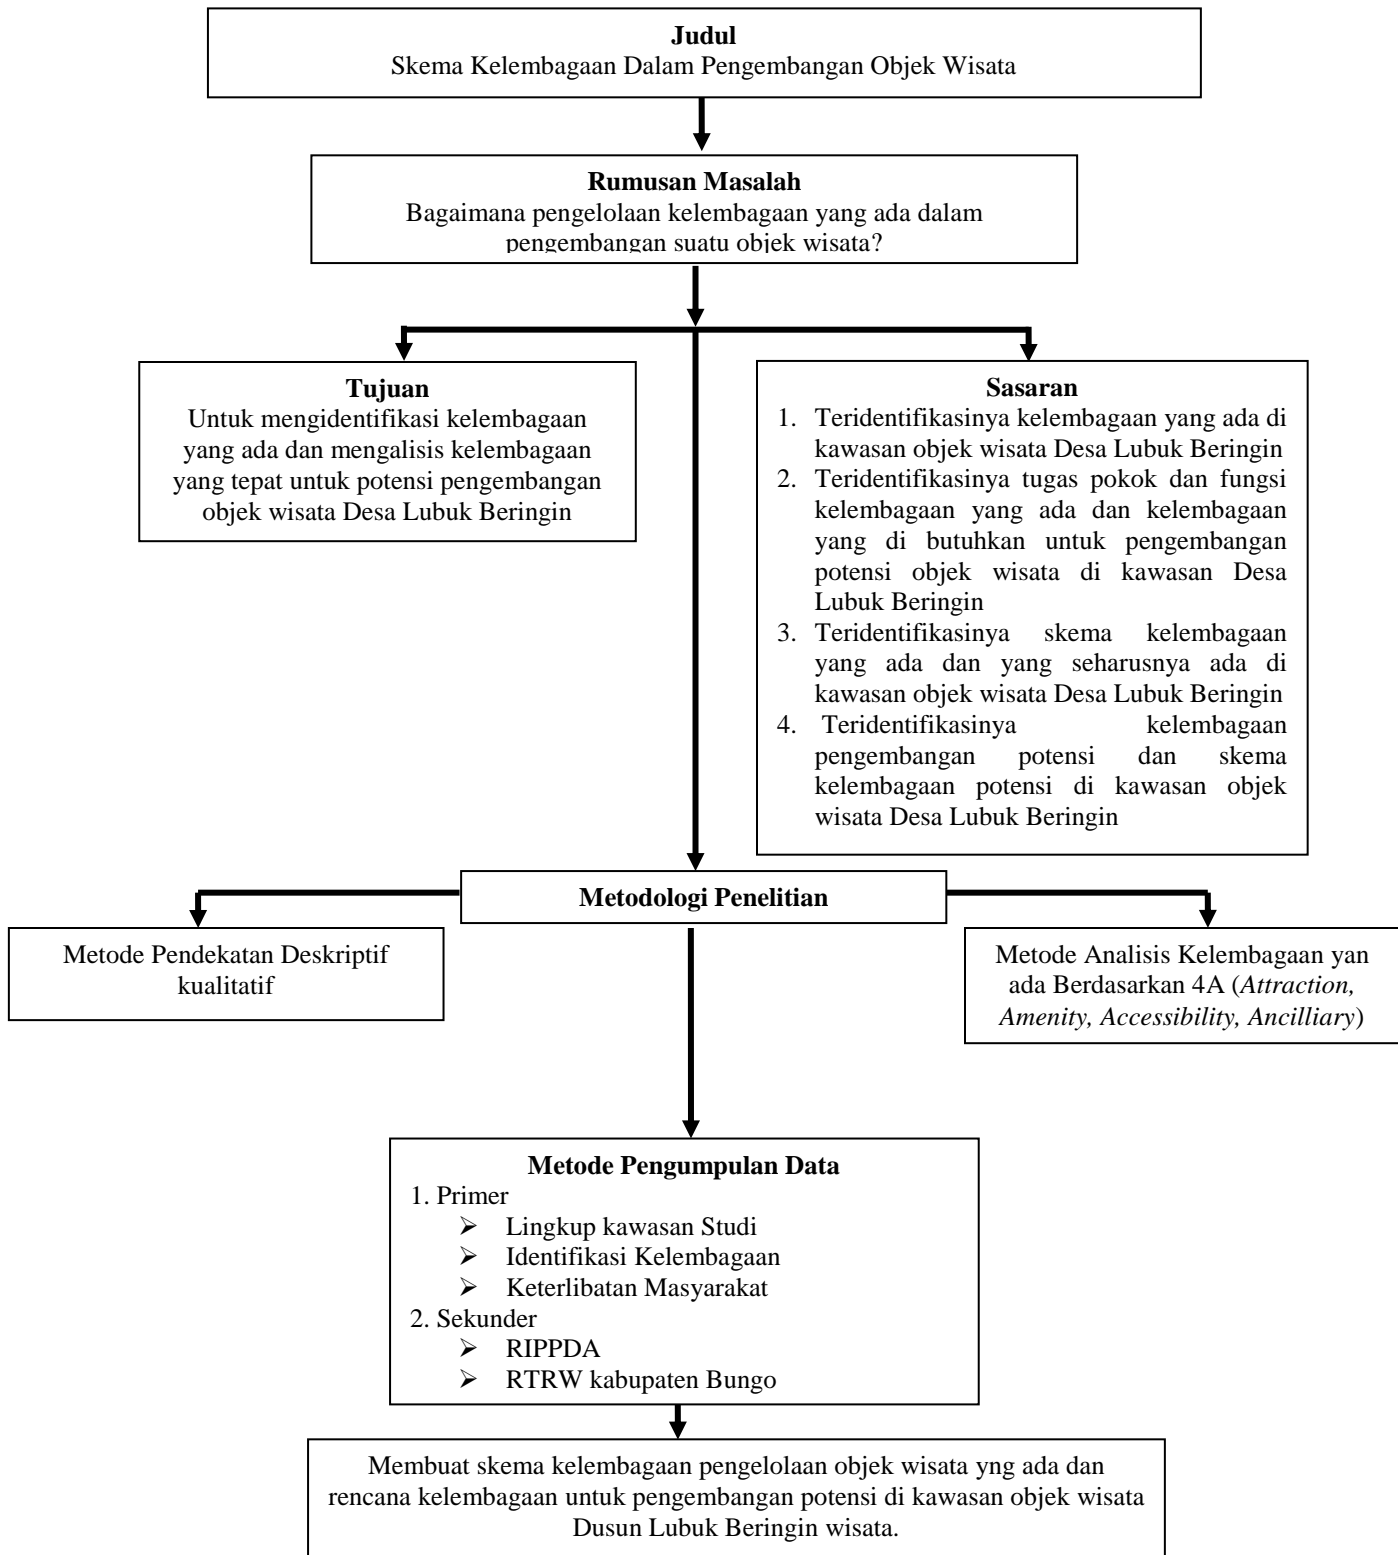 Judul
Skema Kelembagaan Dalam Pengembangan Objek Wisata
Rumusan Masalah
Bagaimana pengelolaan kelembagaan yang ada dalam
pengembangan suatu objek wisata?
Tujuan
Untuk mengidentifikasi kelembagaan
yang ada dan mengalisis kelembagaan
yang tepat untuk potensi pengembangan
objek wisata Desa Lubuk Beringin
Sasaran
1. Teridentifikasinya kelembagaan yang ada di
kawasan objek wisata Desa Lubuk Beringin
2. Teridentifikasinya tugas pokok dan fungsi
kelembagaan yang ada dan kelembagaan
yang di butuhkan untuk pengembangan
potensi objek wisata di kawasan Desa
Lubuk Beringin
3. Teridentifikasinya skema kelembagaan
yang ada dan yang seharusnya ada di
kawasan objek wisata Desa Lubuk Beringin
4. Teridentifikasinya kelembagaan
pengembangan potensi dan skema
kelembagaan potensi di kawasan objek
wisata Desa Lubuk Beringin
Metodologi Penelitian
Metode Pendekatan Deskriptif
kualitatif
Metode Analisis Kelembagaan yan
ada Berdasarkan 4A (Attraction,
Amenity, Accessibility, Ancilliary)
Metode Pengumpulan Data
1. Primer
➢ Lingkup kawasan Studi
➢ Identifikasi Kelembagaan
➢ Keterlibatan Masyarakat
2. Sekunder
➢ RIPPDA
➢ RTRW kabupaten Bungo
Membuat skema kelembagaan pengelolaan objek wisata yng ada dan
rencana kelembagaan untuk pengembangan potensi di kawasan objek wisata
Dusun Lubuk Beringin wisata.